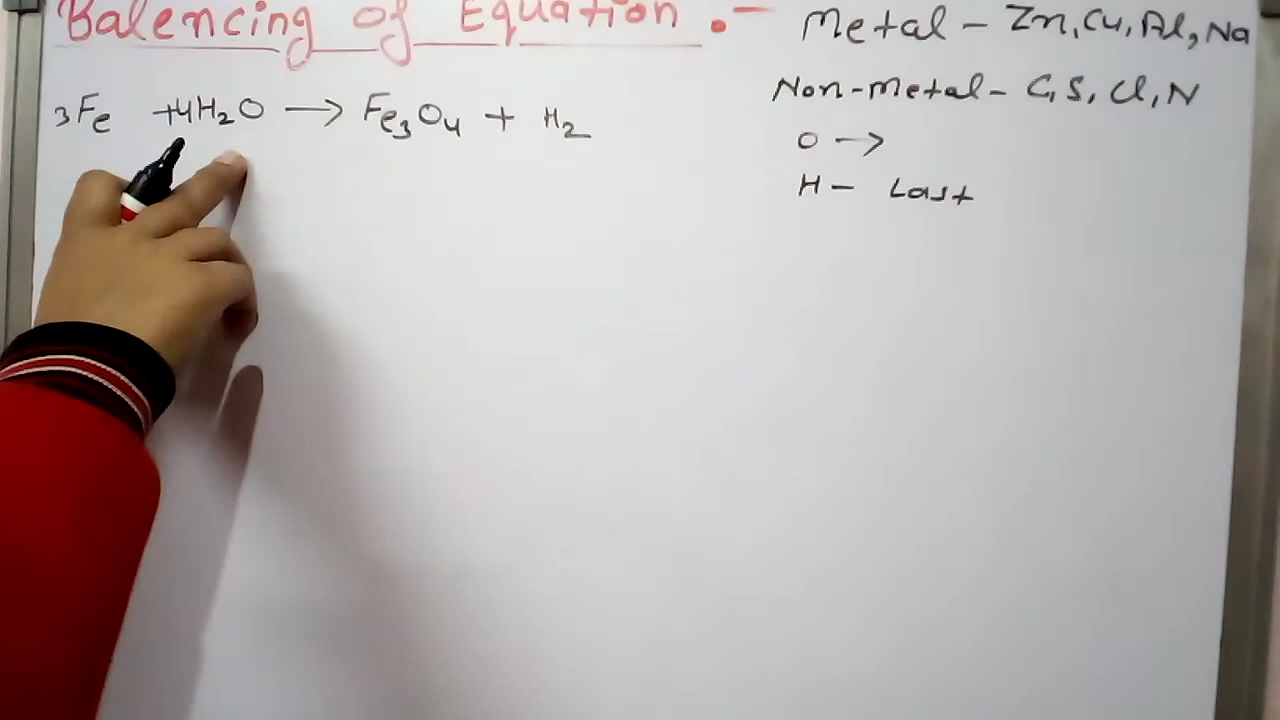 Balencing of Equation :-
3Fe +4H₂O → Fe₃O₄ + H₂
Metal - Zn, Cu, Al, Na
Non-metal - C, S, Cl, N
O →
H - Last